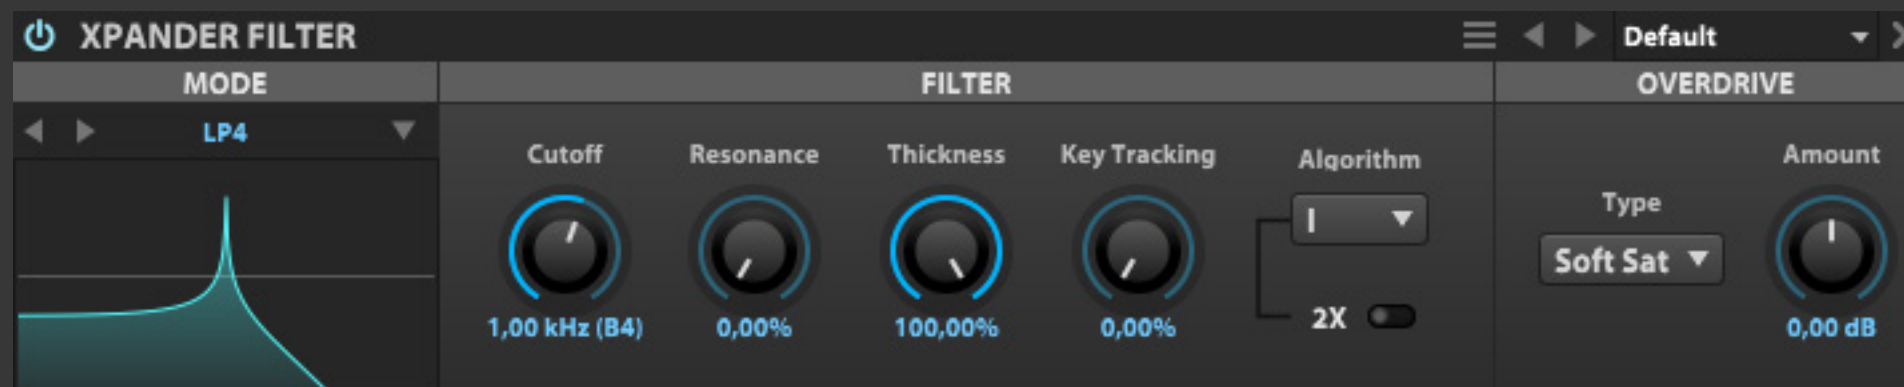 XPANDER FILTER
Default
MODE
FILTER
OVERDRIVE
LP4
Cutoff
Resonance
Thickness
Key Tracking
Algorithm
Amount
Type
I
Soft Sat
1,00 kHz (B4)
0,00%
100,00%
0,00%
2X
0,00 dB